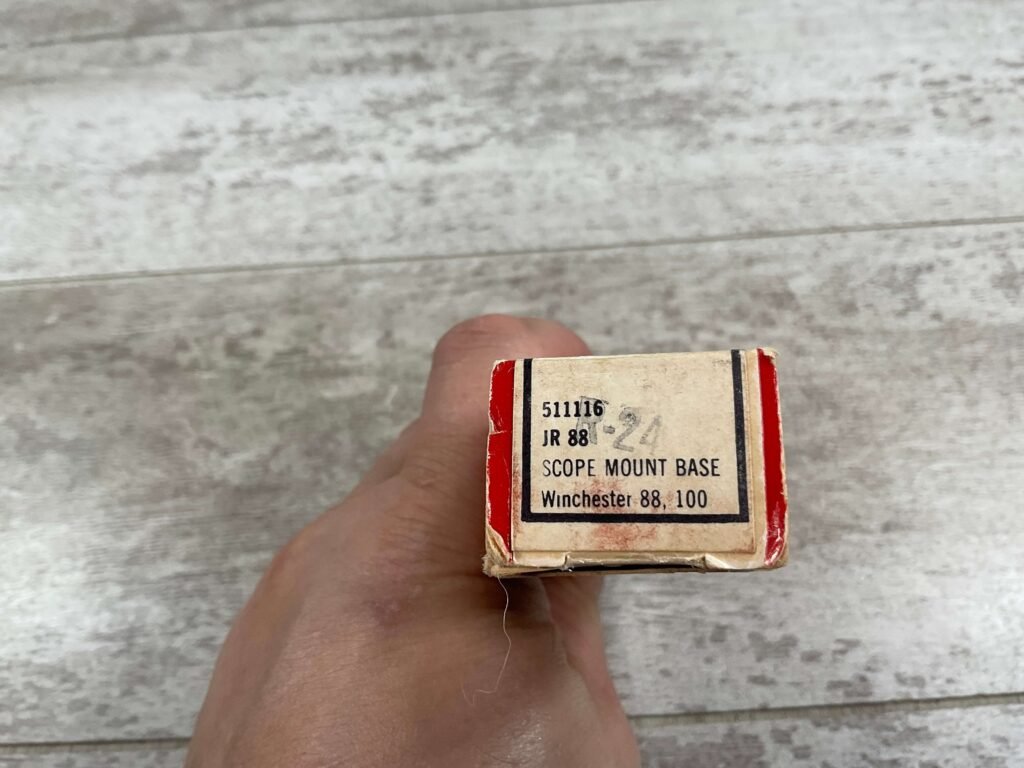 511116
R-24
JR 88
SCOPE MOUNT BASE
Winchester 88, 100